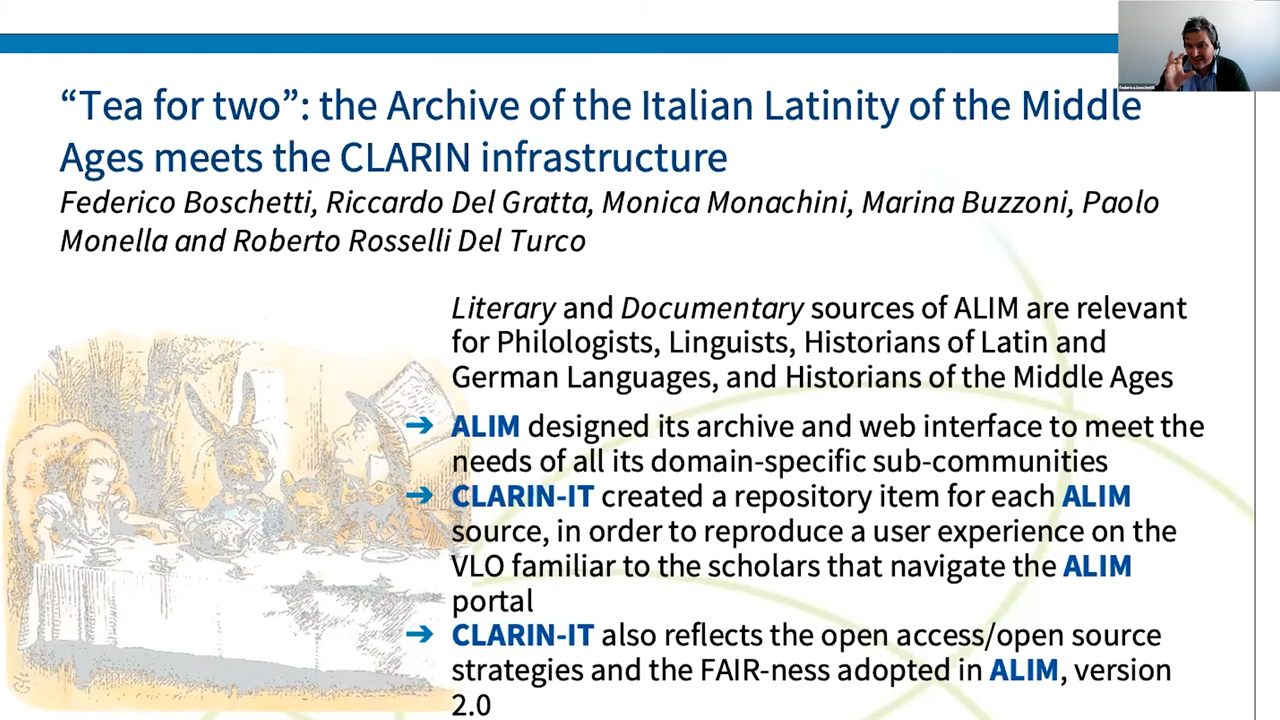 “Tea for two”: the Archive of the Italian Latinity of the Middle
Ages meets the CLARIN infrastructure
Federico Boschetti, Riccardo Del Gratta, Monica Monachini, Marina Buzzoni, Paolo
Monella and Roberto Rosselli Del Turco
Literary and Documentary sources of ALIM are relevant
for Philologists, Linguists, Historians of Latin and
German Languages, and Historians of the Middle Ages
➔ ALIM designed its archive and web interface to meet the
needs of all its domain-specific sub-communities
➔ CLARIN-IT created a repository item for each ALIM
source, in order to reproduce a user experience on the
VLO familiar to the scholars that navigate the ALIM
portal
➔ CLARIN-IT also reflects the open access/open source
strategies and the FAIR-ness adopted in ALIM, version
2.0